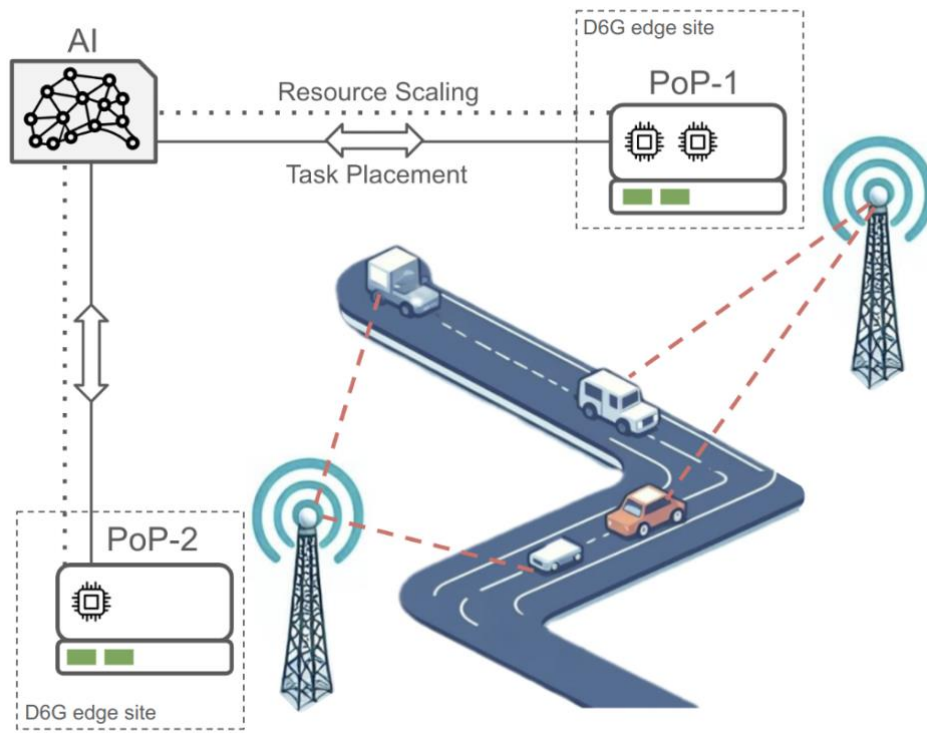 AI
D6G edge site
PoP-1
Resource Scaling
Task Placement
PoP-2
D6G edge site